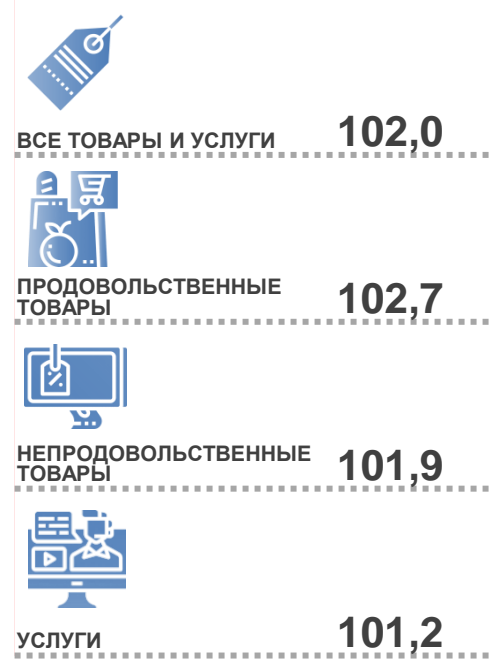 ВСЕ ТОВАРЫ И УСЛУГИ 102,0
ПРОДОВОЛЬСТВЕННЫЕ
ТОВАРЫ 102,7
НЕПРОДОВОЛЬСТВЕННЫЕ
ТОВАРЫ 101,9
УСЛУГИ 101,2